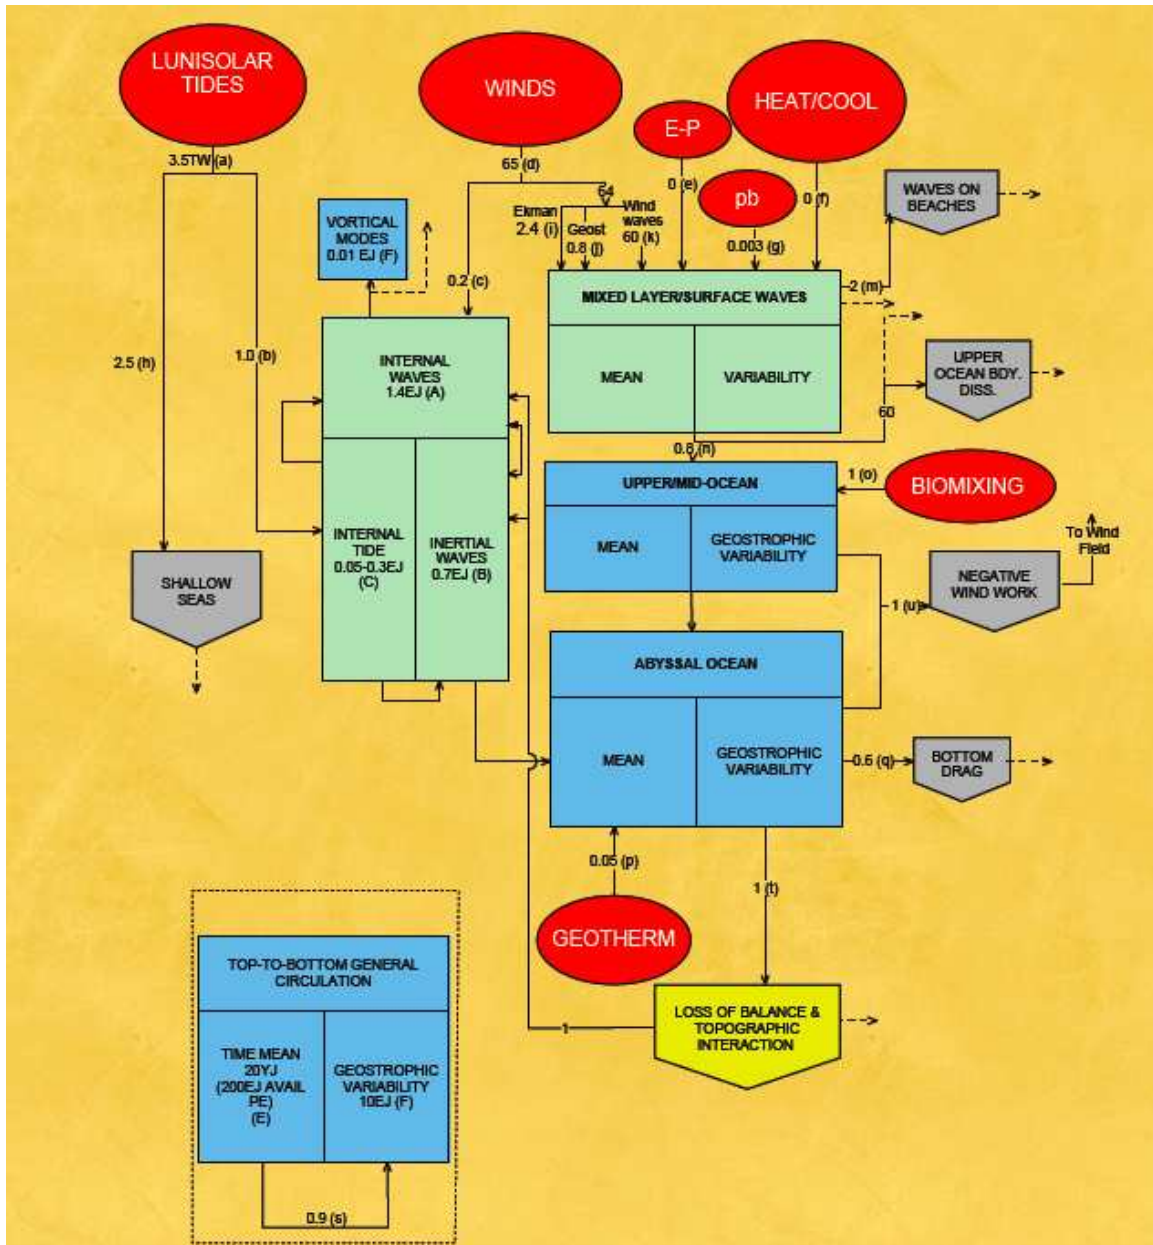 LUNISOLAR
TIDES
WINDS
E-P
HEAT/COOL
pb
3.5TW (a)
65 (d)
64
0 (e)
0 (f)
0.003 (g)
Ekman
2.4 (i)
Geost
0.8 (j)
Wind
waves
60 (k)
WAVES ON
BEACHES
VORTICAL
MODES
0.01 EJ (F)
0.2 (c)
2 (m)
MIXED LAYER/SURFACE WAVES
MEAN
VARIABILITY
2.5 (h)
1.0 (b)
INTERNAL
WAVES
1.4EJ (A)
UPPER
OCEAN BDY.
DISS.
60
0.8 (n)
UPPER/MID-OCEAN
MEAN
GEOSTROPHIC
VARIABILITY
1 (o)
BIOMIXING
INTERNAL
TIDE
0.05-0.3EJ
(C)
INERTIAL
WAVES
0.7EJ (B)
SHALLOW
SEAS
To Wind
Field
NEGATIVE
WIND WORK
1 (u)
ABYSSAL OCEAN
MEAN
GEOSTROPHIC
VARIABILITY
0.6 (q)
BOTTOM
DRAG
0.05 (p)
1 (t)
GEOTHERM
LOSS OF BALANCE &
TOPOGRAPHIC
INTERACTION
1
TOP-TO-BOTTOM GENERAL
CIRCULATION
TIME MEAN
20YJ
(200EJ AVAIL
PE)
(E)
GEOSTROPHIC
VARIABILITY
10EJ (F)
0.9 (s)